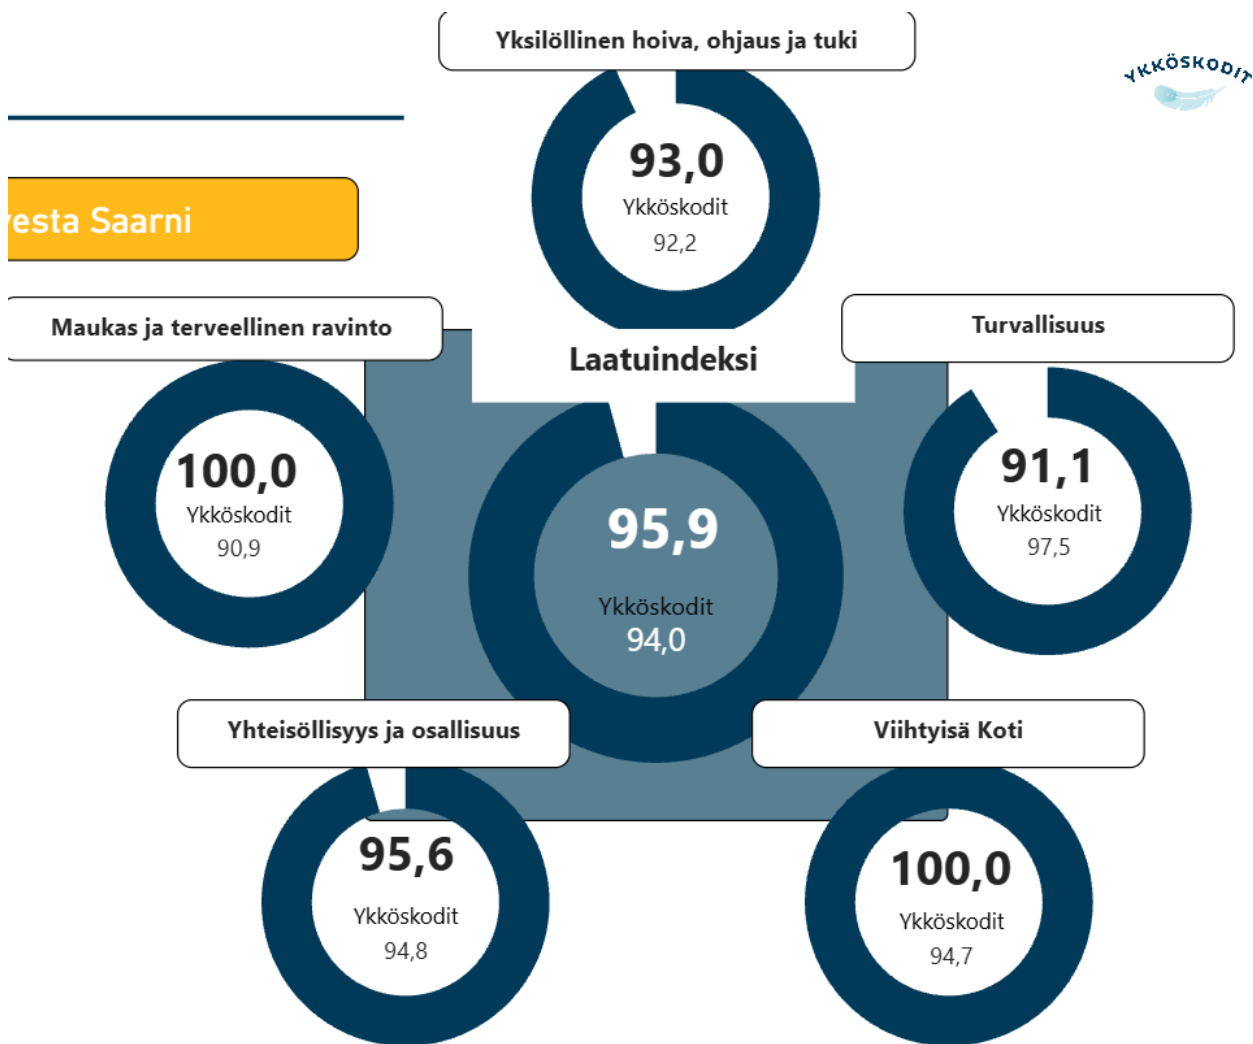 Yksilöllinen hoiva, ohjaus ja tuki
YKKÖSKODIT
93,0
Ykköskodit
92,2
vesta Saarni
Maukas ja terveellinen ravinto
Turvallisuus
Laatuindeksi
100,0
Ykköskodit
90,9
91,1
Ykköskodit
97,5
95,9
Ykköskodit
94,0
Yhteisöllisyys ja osallisuus
Viihtyisä Koti
95,6
Ykköskodit
94,8
100,0
Ykköskodit
94,7